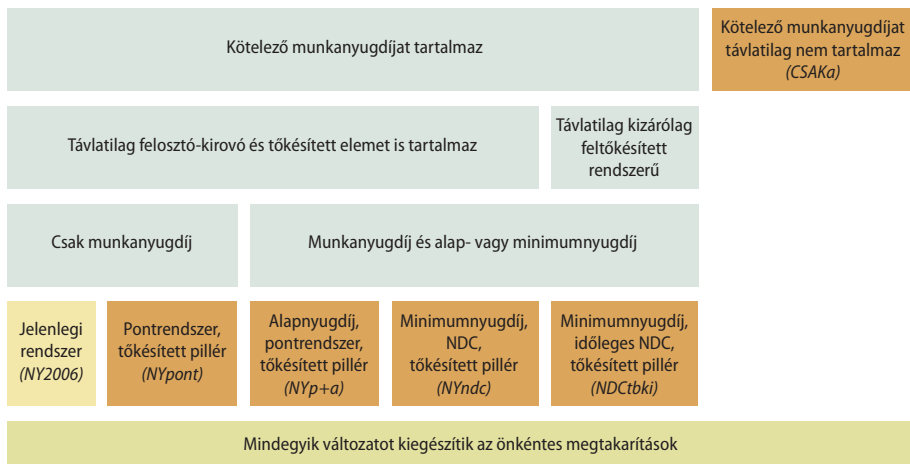 Kötelező munkanyugdíjat tartalmaz
Kötelező munkanyugdíjat
távlatilag nem tartalmaz
(CSAKa)
Távlatilag felosztó-kirovó és tőkésített elemet is tartalmaz
Távlatilag kizárólag
feltőkésített
rendszerű
Csak munkanyugdíj
Munkanyugdíj és alap- vagy minimumnyugdíj
Jelenlegi
rendszer
(NY2006)
Pontrendszer,
tőkésített pillér
(NYpont)
Alapnyugdíj,
pontrendszer,
tőkésített pillér
(NYp+a)
Minimumnyugdíj,
NDC,
tőkésített pillér
(NYndc)
Minimumnyugdíj,
időleges NDC,
tőkésített pillér
(NDCtbki)
Mindegyik változatot kiegészítik az önkéntes megtakarítások